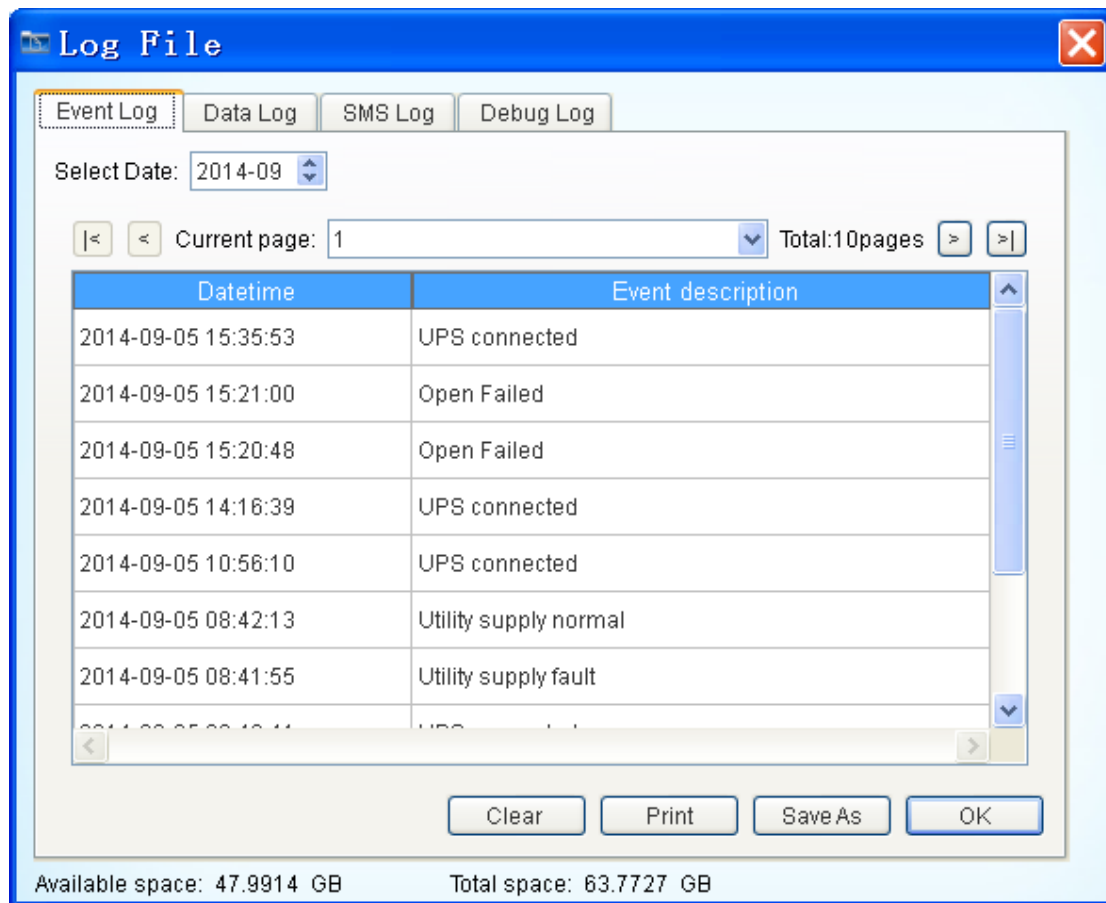 Log File
Event Log Data Log SMS Log Debug Log
Select Date: 2014-09
|< < Current page: 1 Total:10pages > >|
Datetime Event description
2014-09-05 15:35:53 UPS connected
2014-09-05 15:21:00 Open Failed
2014-09-05 15:20:48 Open Failed
2014-09-05 14:16:39 UPS connected
2014-09-05 10:56:10 UPS connected
2014-09-05 08:42:13 Utility supply normal
2014-09-05 08:41:55 Utility supply fault
Clear Print Save As OK
Available space: 47.9914 GB Total space: 63.7727 GB